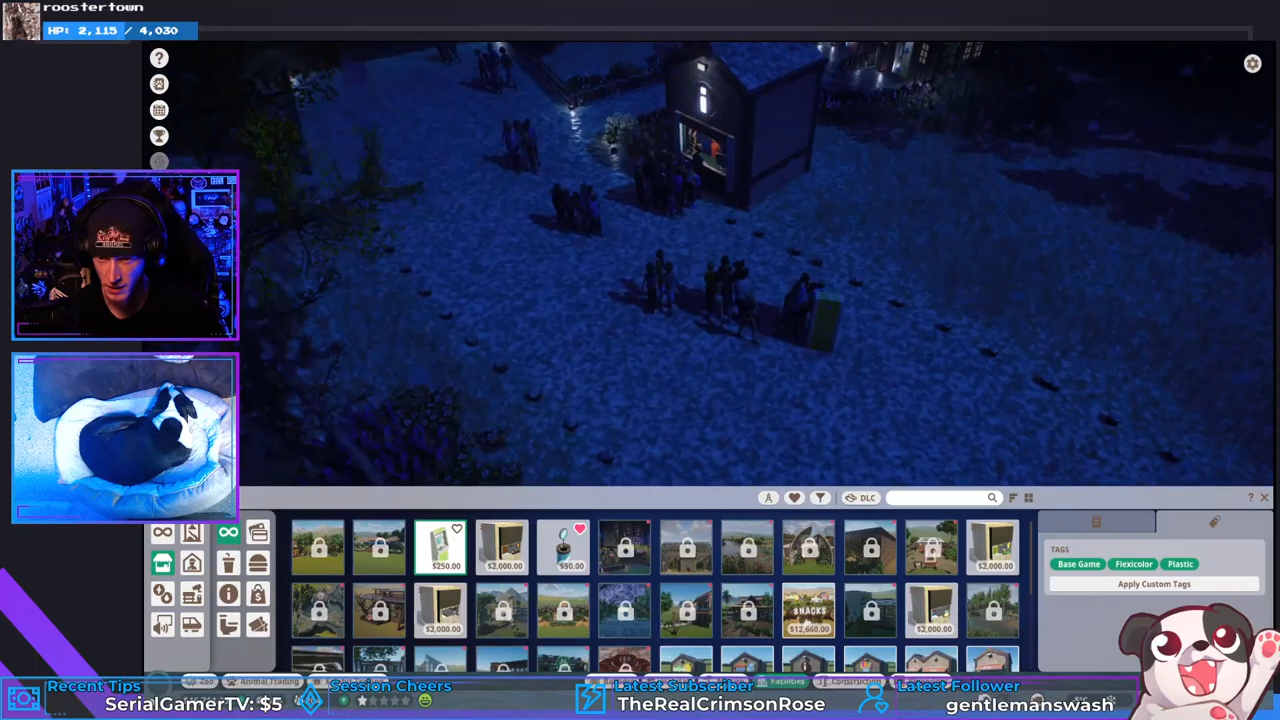 roostertown
HP: 2,115 / 4,030
?
DLC
? ×
$250.00
$2,000.00
$50.00
$2,000.00
TAGS
Base Game Flexicolor Plastic
Apply Custom Tags
$2,000.00
SNACKS
$12,660.00
$2,000.00
Zoo
Animal Trading
Facilities
Construction
Recent Tips
SerialGamerTV: $5
Session Cheers
Latest Subscriber
TheRealCrimsonRose
Latest Follower
gentlemanswash